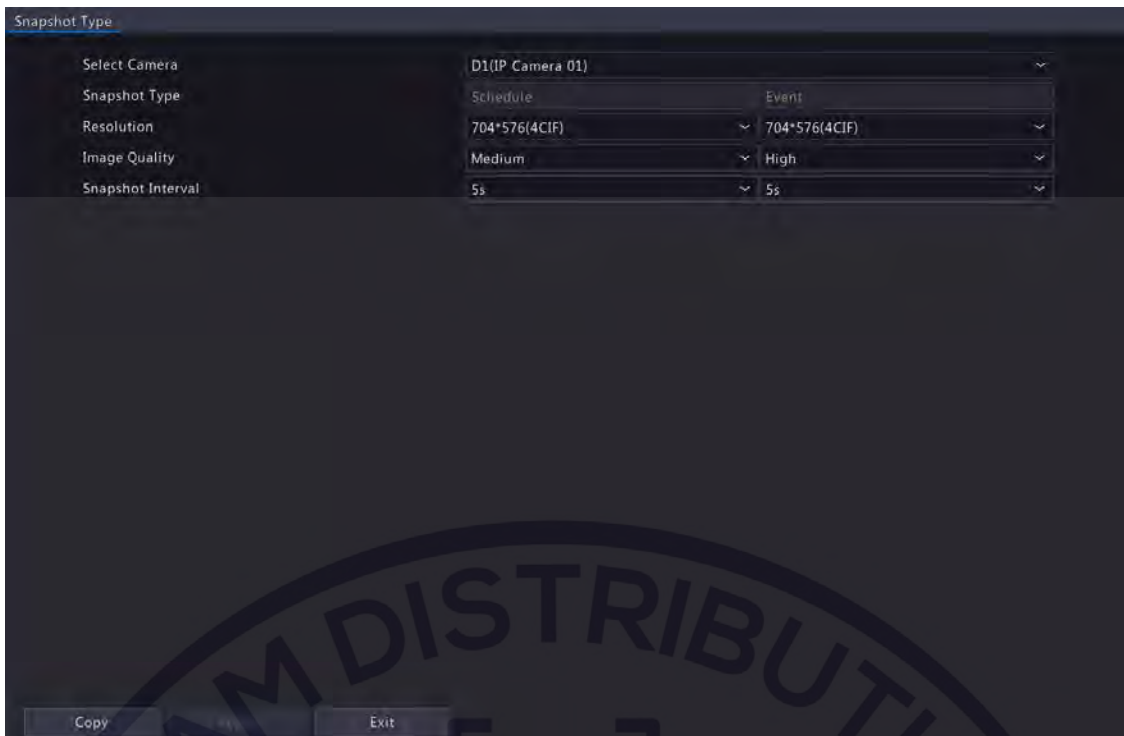 Snapshot Type
Select Camera D1(IP Camera 01)
Snapshot Type Schedule Event
Resolution 704*576(4CIF) 704*576(4CIF)
Image Quality Medium High
Snapshot Interval 5s 5s
DISTRIBUT
Copy Exit